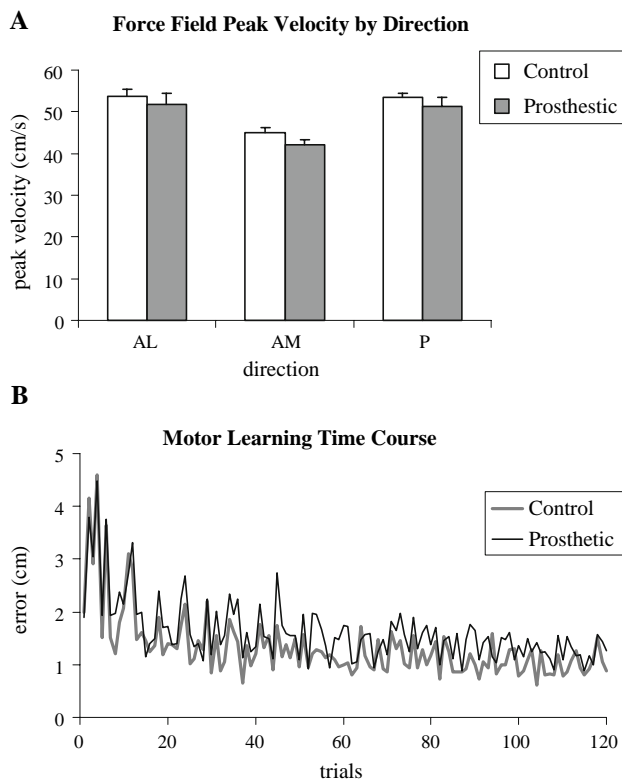 A
Force Field Peak Velocity by Direction
Control
Prosthestic
peak velocity (cm/s)
60
50
40
30
20
10
0
AL AM P
direction
B
Motor Learning Time Course
Control
Prosthetic
error (cm)
5
4
3
2
1
0
0 20 40 60 80 100 120
trials